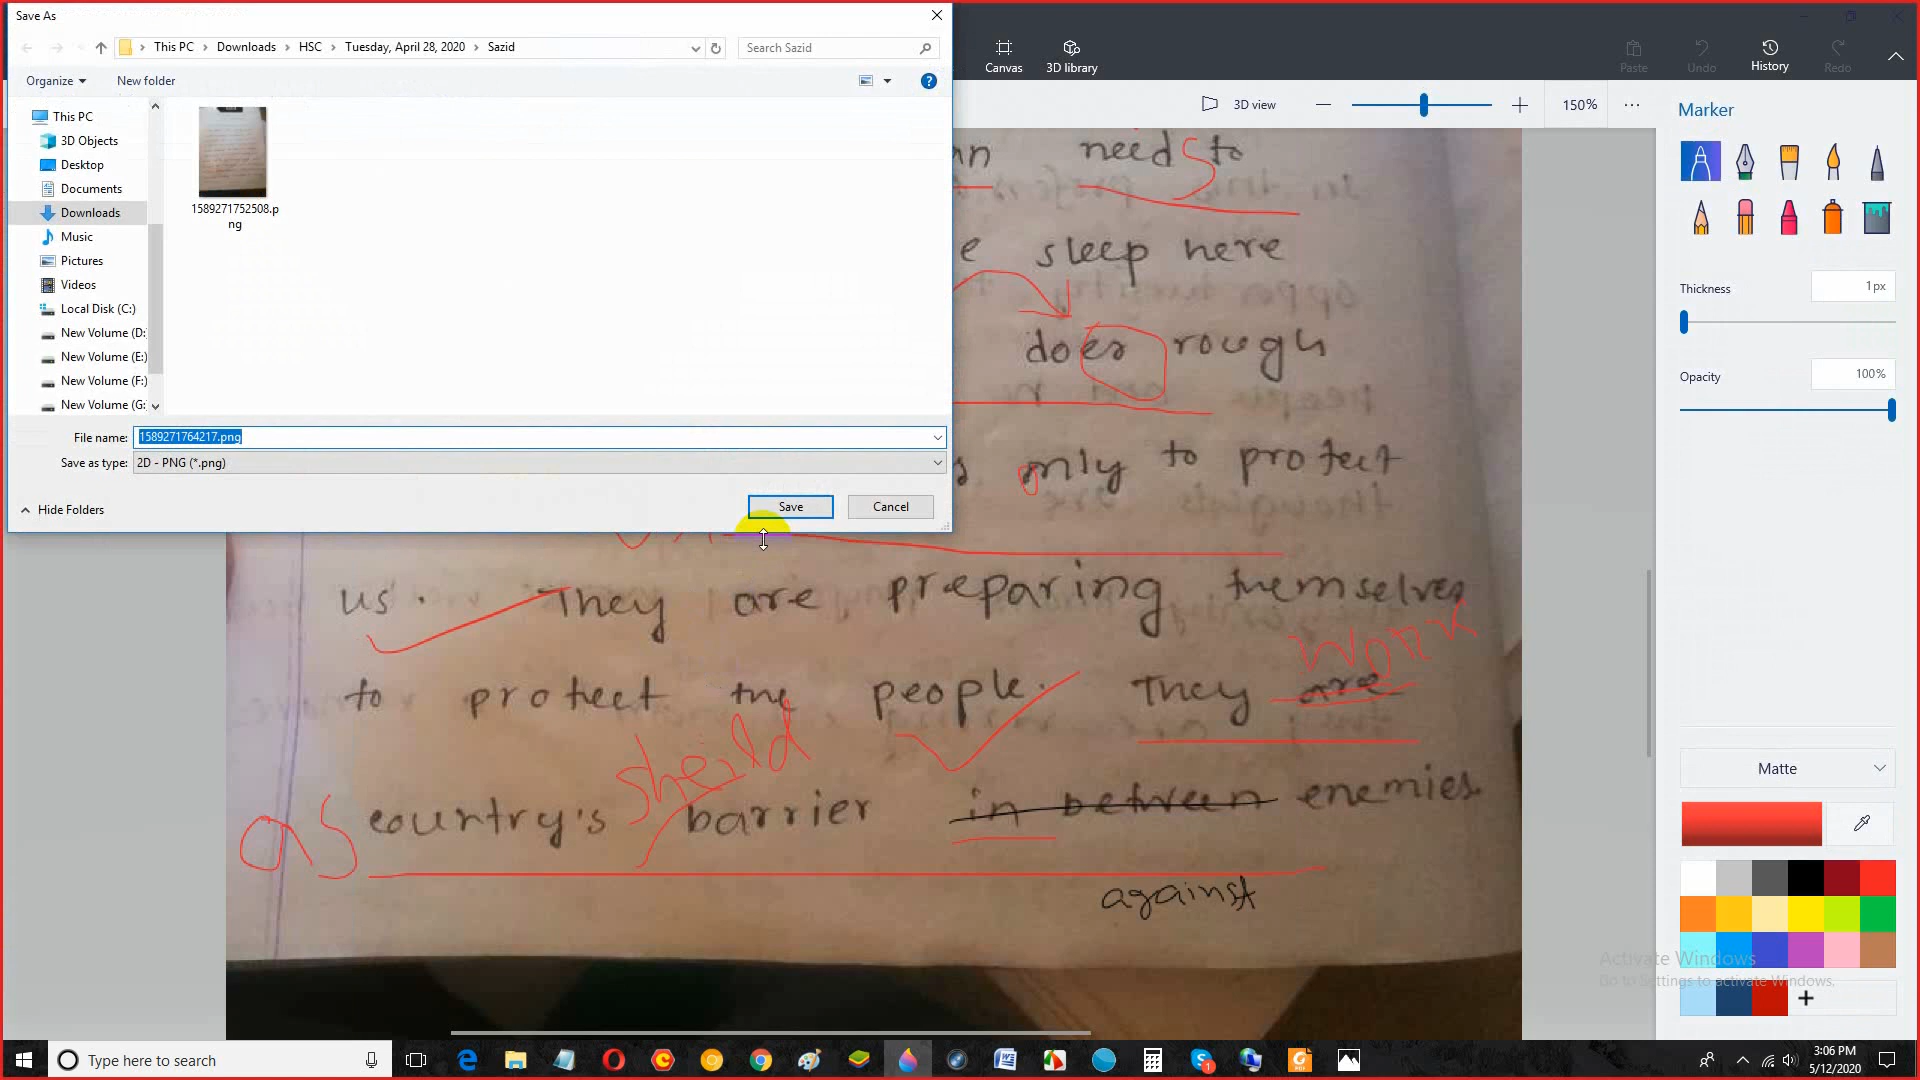 Save As
This PC > Downloads > HSC > Tuesday, April 28, 2020 > Sazid
Search Sazid
Organize
New folder
This PC
3D Objects
Desktop
Documents
Downloads
Music
Pictures
Videos
Local Disk (C:)
New Volume (D:
New Volume (E:)
New Volume (F:)
New Volume (G:
1589271752508.p
ng
File name: 1589271764217.png
Save as type: 2D - PNG (*.png)
Hide Folders
Save
Cancel
Canvas
3D library
Paste
Undo
History
Redo
3D view
150%
need to
sleep here
does rough
only to protect
us. They are preparing themselves
work
to protect the people. They are
sheild
as country's barrier in between enemies
against
Marker
Thickness
1px
Opacity
100%
Matte
Activate Windows
Go to Settings to activate Windows.
Type here to search
3:06 PM
5/12/2020